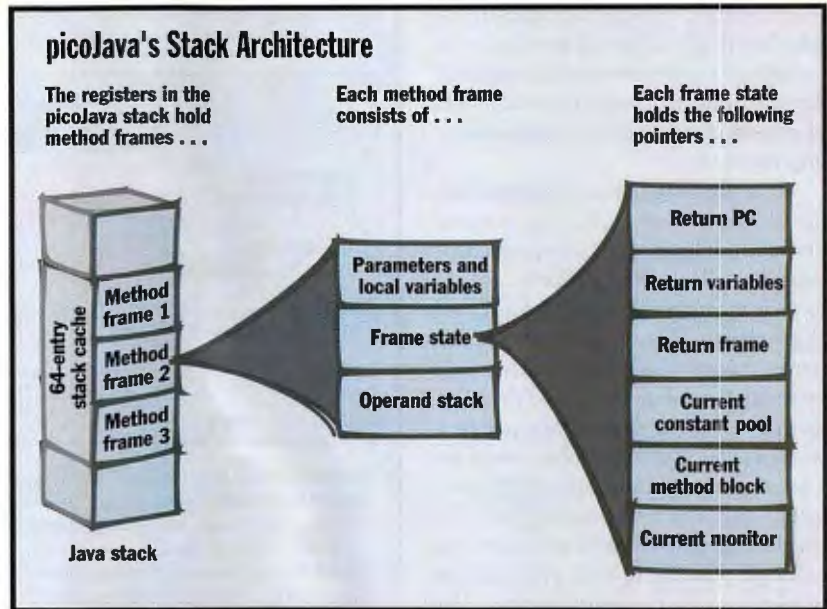 picoJava's Stack Architecture
The registers in the
picoJava stack hold
method frames . . .
Each method frame
consists of . . .
Each frame state
holds the following
pointers . . .
64-entry
stack cache
Method
frame 1
Method
frame 2
Method
frame 3
Java stack
Parameters and
local variables
Frame state
Operand stack
Return PC
Return variables
Return frame
Current
constant pool
Current
method block
Current monitor